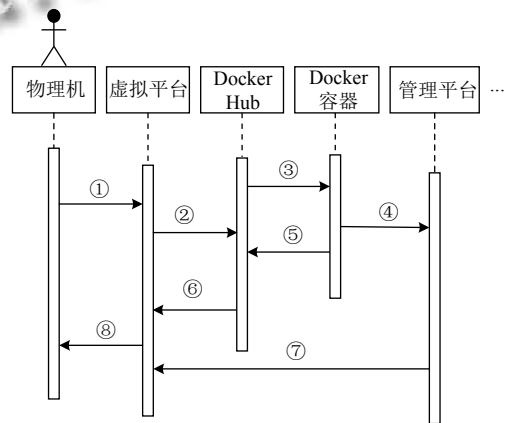 物理机
虚拟平台
Docker
Hub
Docker
容器
管理平台
...
①
②
③
④
⑤
⑥
⑧
⑦